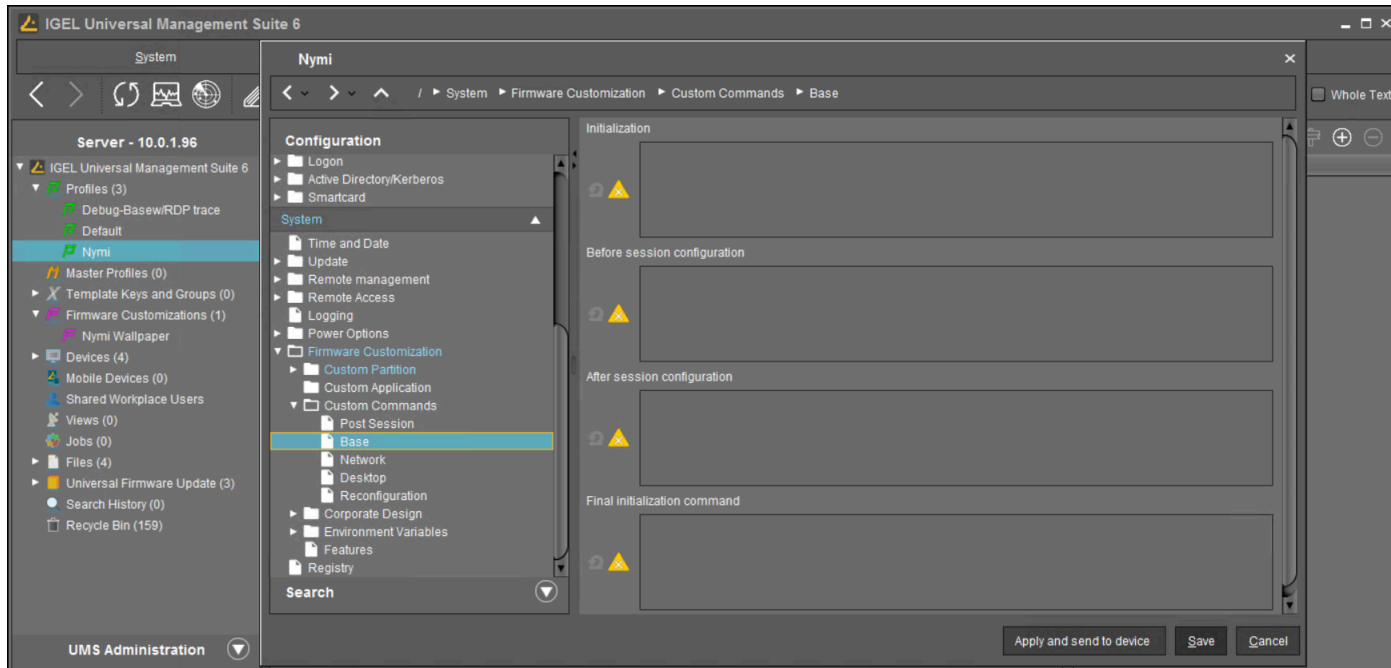 IGEL Universal Management Suite 6
System
Whole Text
Server - 10.0.1.96
IGEL Universal Management Suite 6
Profiles (3)
Debug-Basew/RDP trace
Default
Nymi
Master Profiles (0)
Template Keys and Groups (0)
Firmware Customizations (1)
Nymi Wallpaper
Devices (4)
Mobile Devices (0)
Shared Workplace Users
Views (0)
Jobs (0)
Files (4)
Universal Firmware Update (3)
Search History (0)
Recycle Bin (159)
UMS Administration
Nymi
/ System Firmware Customization Custom Commands Base
Configuration
Logon
Active Directory/Kerberos
Smartcard
System
Time and Date
Update
Remote management
Remote Access
Logging
Power Options
Firmware Customization
Custom Partition
Custom Application
Custom Commands
Post Session
Base
Network
Desktop
Reconfiguration
Corporate Design
Environment Variables
Features
Registry
Search
Initialization
Before session configuration
After session configuration
Final initialization command
Apply and send to device
Save
Cancel